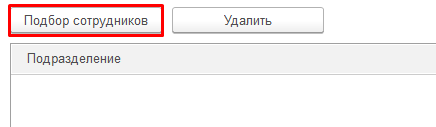 Подбор сотрудников Удалить
Подразделение